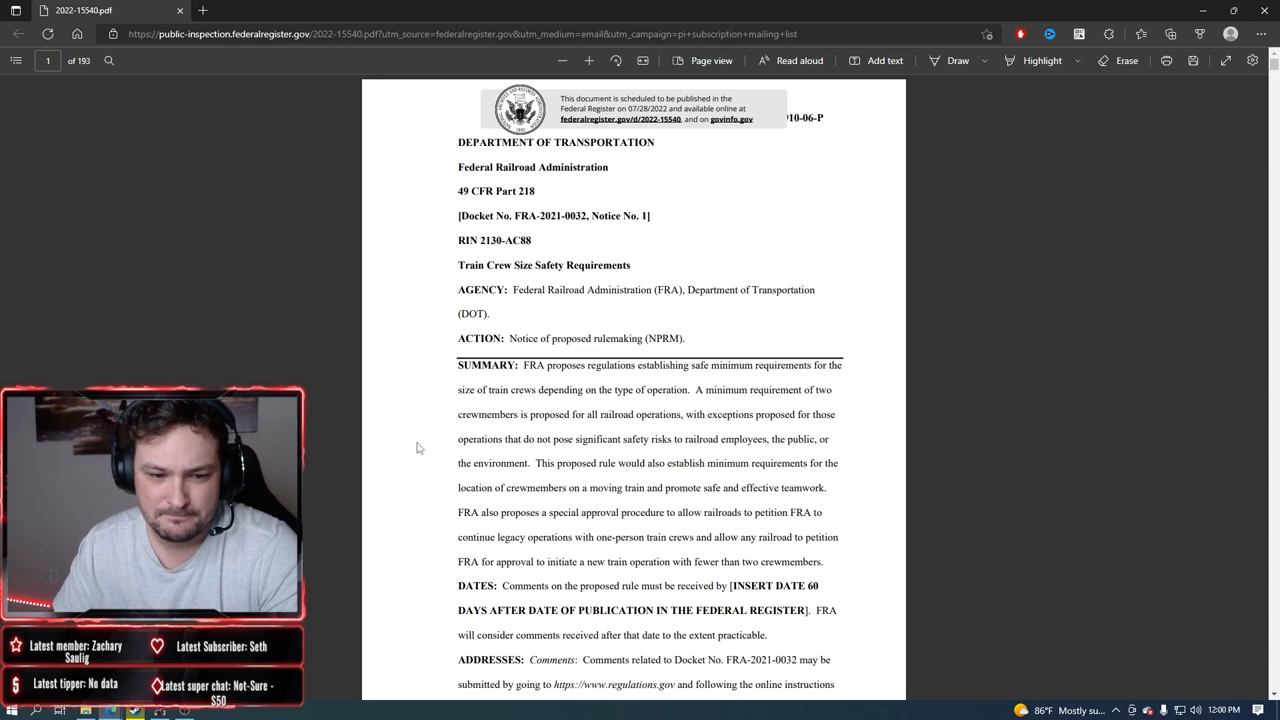 https://public-inspection.federalregister.gov/2022-15540.pdf?utm_source=federalregister.gov&utm_medium=email&utm_campaign=pi+subscription+mailing+list
1 of 193
Add text
Draw
Highlight
Erase
This document is scheduled to be published in the
Federal Register on 07/28/2022 and available online at
federalregister.gov/d/2022-15540, and on govinfo.gov
10-06-P
DEPARTMENT OF TRANSPORTATION
Federal Railroad Administration
49 CFR Part 218
[Docket No. FRA-2021-0032, Notice No. 1]
RIN 2130-AC88
Train Crew Size Safety Requirements
AGENCY: Federal Railroad Administration (FRA), Department of Transportation
(DOT).
ACTION: Notice of proposed rulemaking (NPRM).
SUMMARY: FRA proposes regulations establishing safe minimum requirements for the
size of train crews depending on the type of operation. A minimum requirement of two
crewmembers is proposed for all railroad operations, with exceptions proposed for those
operations that do not pose significant safety risks to railroad employees, the public, or
the environment. This proposed rule would also establish minimum requirements for the
location of crewmembers on a moving train and promote safe and effective teamwork.
FRA also proposes a special approval procedure to allow railroads to petition FRA to
continue legacy operations with one-person train crews and allow any railroad to petition
FRA for approval to initiate a new train operation with fewer than two crewmembers.
DATES: Comments on the proposed rule must be received by [INSERT DATE 60
DAYS AFTER DATE OF PUBLICATION IN THE FEDERAL REGISTER]. FRA
will consider comments received after that date to the extent practicable.
ADDRESSES: Comments: Comments related to Docket No. FRA-2021-0032 may be
submitted by going to https://www.regulations.gov and following the online instructions
Latest member: Zachary
Saulig
Latest Subscriber: Seth
Latest tipper: No data
Latest super chat: Not-Sure -
$50
86°F Mostly su... 12:00 PM